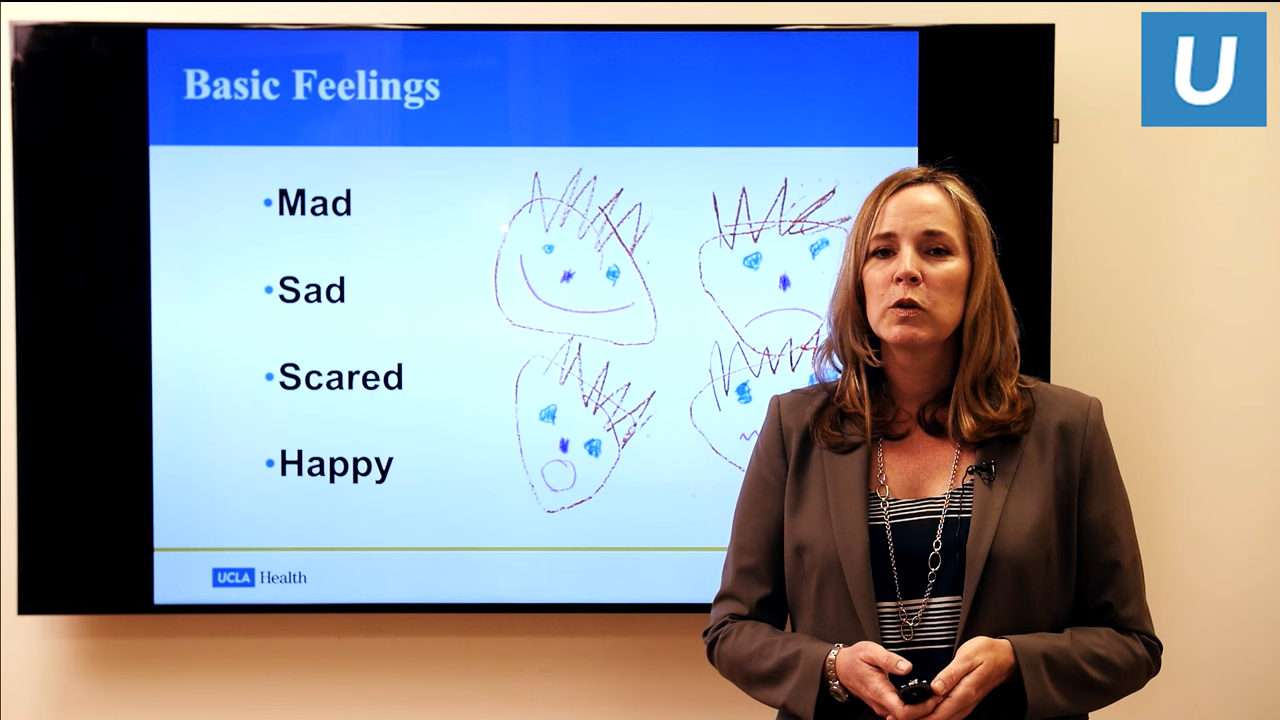 Basic Feelings
•Mad
•Sad
•Scared
•Happy
UCLA Health
U